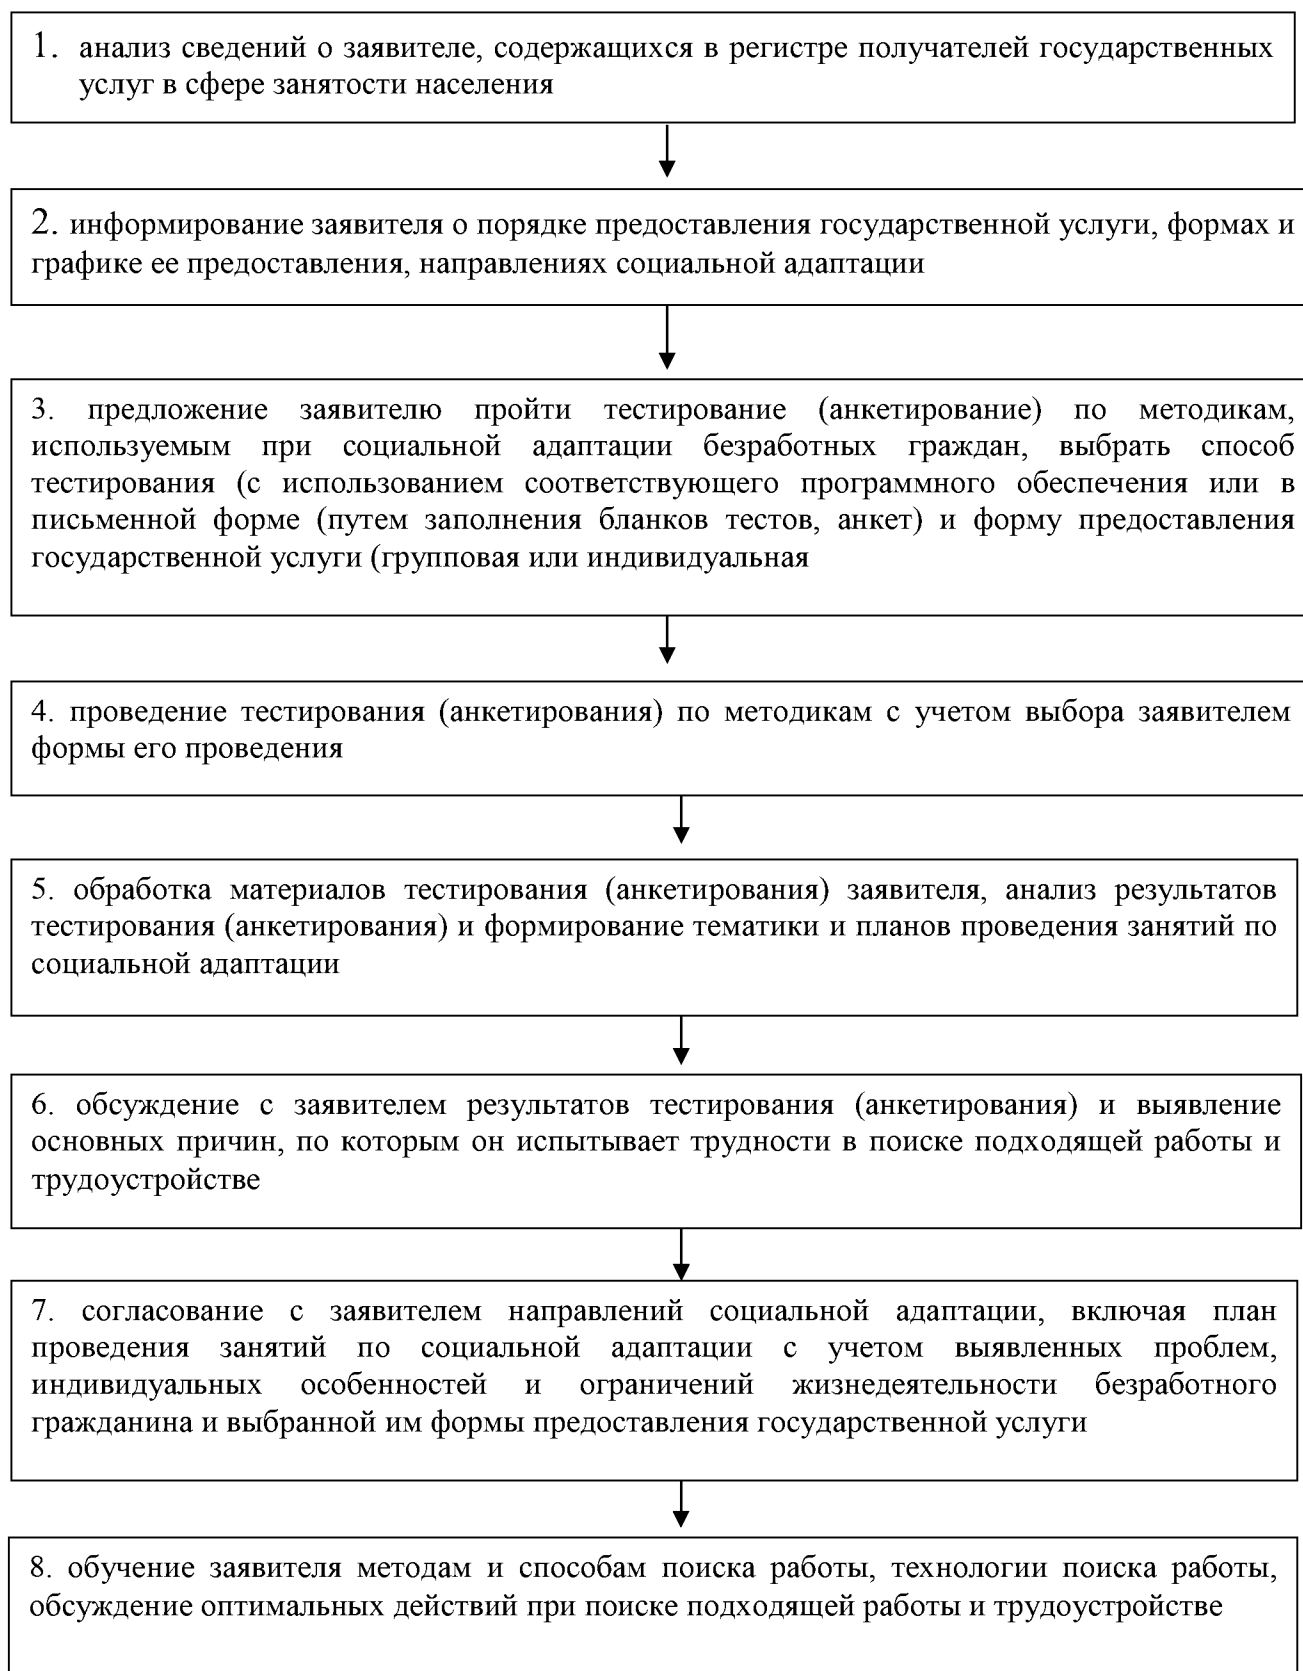 1. анализ сведений о заявителе, содержащихся в регистре получателей государственных
услуг в сфере занятости населения
2. информирование заявителя о порядке предоставления государственной услуги, формах и
графике ее предоставления, направлениях социальной адаптации
3. предложение заявителю пройти тестирование (анкетирование) по методикам,
используемым при социальной адаптации безработных граждан, выбрать способ
тестирования (с использованием соответствующего программного обеспечения или в
письменной форме (путем заполнения бланков тестов, анкет) и форму предоставления
государственной услуги (групповая или индивидуальная
4. проведение тестирования (анкетирования) по методикам с учетом выбора заявителем
формы его проведения
5. обработка материалов тестирования (анкетирования) заявителя, анализ результатов
тестирования (анкетирования) и формирование тематики и планов проведения занятий по
социальной адаптации
6. обсуждение с заявителем результатов тестирования (анкетирования) и выявление
основных причин, по которым он испытывает трудности в поиске подходящей работы и
трудоустройстве
7. согласование с заявителем направлений социальной адаптации, включая план
проведения занятий по социальной адаптации с учетом выявленных проблем,
индивидуальных особенностей и ограничений жизнедеятельности безработного
гражданина и выбранной им формы предоставления государственной услуги
8. обучение заявителя методам и способам поиска работы, технологии поиска работы,
обсуждение оптимальных действий при поиске подходящей работы и трудоустройстве